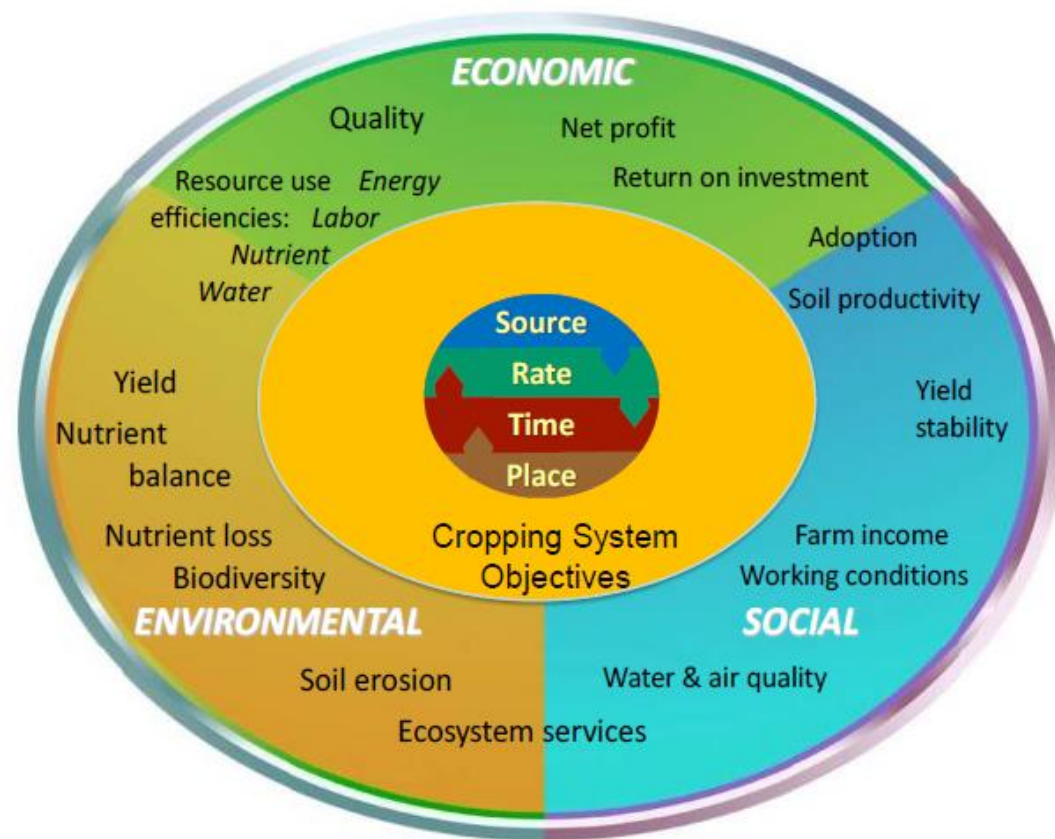 ECONOMIC
Quality
Net profit
Resource use Energy
efficiencies: Labor
Nutrient
Water
Return on investment
Adoption
Soil productivity
Source
Rate
Time
Place
Cropping System
Objectives
Yield
Nutrient
balance
Yield
stability
Nutrient loss
Biodiversity
ENVIRONMENTAL
Farm income
Working conditions
SOCIAL
Soil erosion
Water & air quality
Ecosystem services